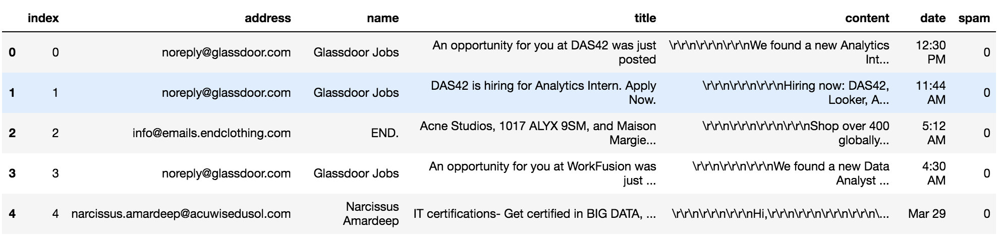 index address name title content date spam
0 0 noreply@glassdoor.com Glassdoor Jobs An opportunity for you at DAS42 was just posted \r\r\n\r\r\n\r\r\nWe found a new Analytics Int... 12:30 PM 0
1 1 noreply@glassdoor.com Glassdoor Jobs DAS42 is hiring for Analytics Intern. Apply Now. \r\r\n\r\r\n\r\r\nHiring now: DAS42, Looker, A... 11:44 AM 0
2 2 info@emails.endclothing.com END. Acne Studios, 1017 ALYX 9SM, and Maison Margie... \r\r\n\r\r\n\r\r\n\r\r\nShop over 400 globally... 5:12 AM 0
3 3 noreply@glassdoor.com Glassdoor Jobs An opportunity for you at WorkFusion was just ... \r\r\n\r\r\n\r\r\nWe found a new Data Analyst ... 4:30 AM 0
4 4 narcissus.amardeep@acuwisedusol.com Narcissus Amardeep IT certifications- Get certified in BIG DATA, ... \r\r\n\r\r\n\r\r\nHi,\r\r\n\r\r\n\r\r\n\r\r\n\... Mar 29 0